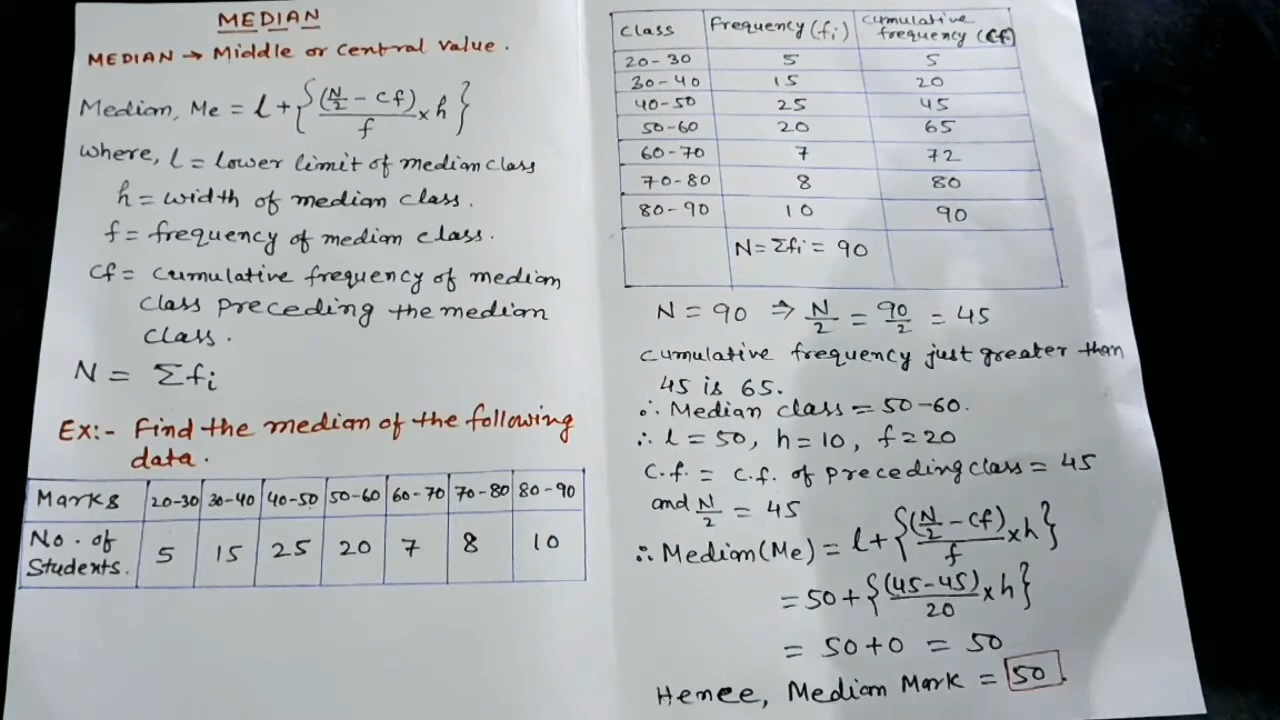 MEDIAN
MEDIAN → Middle or central value.
Median, Me = l + {(N/2 - cf)/f × h}
where, l = lower limit of median class
h = width of median class.
f = frequency of median class.
Cf = cumulative frequency of median
class preceding the median
class.
N = Σfi
Ex:- Find the median of the following
data.
Marks 20-30 30-40 40-50 50-60 60-70 70-80 80-90
No. of
Students. 5 15 25 20 7 8 10
Class Frequency (fi) Cumulative
frequency (Cf)
20-30 5 5
30-40 15 20
40-50 25 45
50-60 20 65
60-70 7 72
70-80 8 80
80-90 10 90
N = Σfi = 90
N = 90 ⇒ N/2 = 90/2 = 45
cumulative frequency just greater than
45 is 65.
∴ Median class = 50-60.
∴ l = 50, h = 10, f = 20
C.f. = c.f. of preceding class = 45
and N/2 = 45
∴ Median (Me) = l + {(N/2 - cf)/f × h}
= 50 + {(45-45)/20 × h}
= 50 + 0 = 50
Hence, Median Mark = 50.